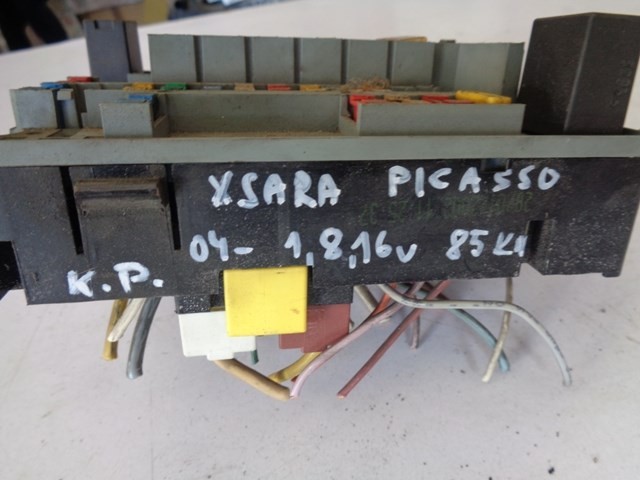 XSARA PICASSO
04- 1,8,16v 85KW
K.P.